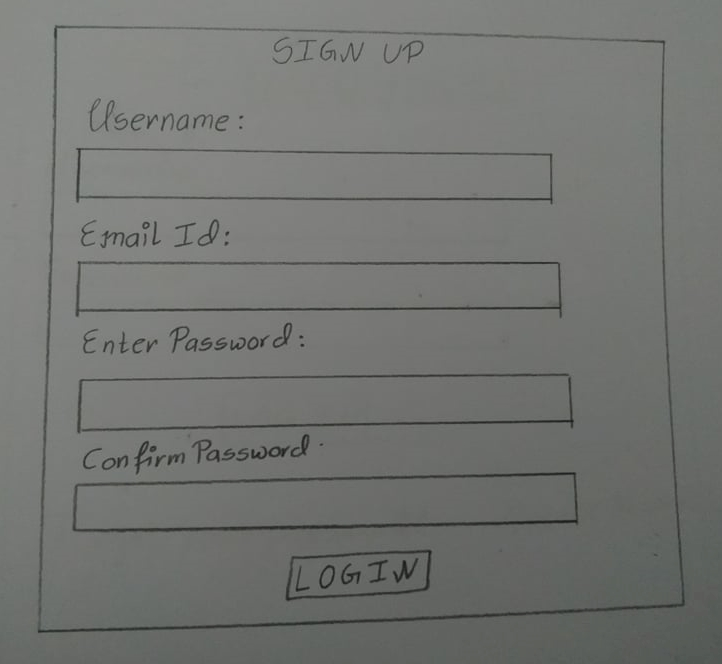 SIGN UP
Username:
Email Id:
Enter Password:
Confirm Password.
LOGIN